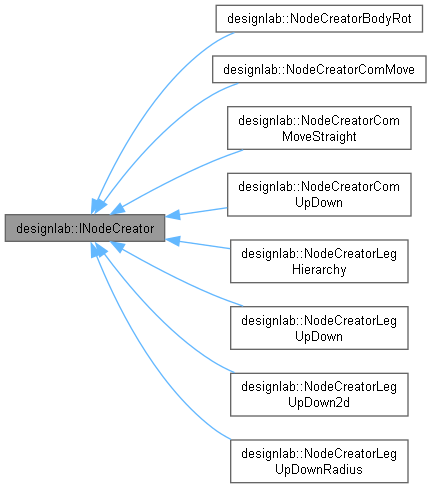 designlab::NodeCreatorBodyRot
designlab::NodeCreatorComMove
designlab::NodeCreatorCom
MoveStraight
designlab::NodeCreatorCom
UpDown
designlab::INodeCreator
designlab::NodeCreatorLeg
Hierarchy
designlab::NodeCreatorLeg
UpDown
designlab::NodeCreatorLeg
UpDown2d
designlab::NodeCreatorLeg
UpDownRadius